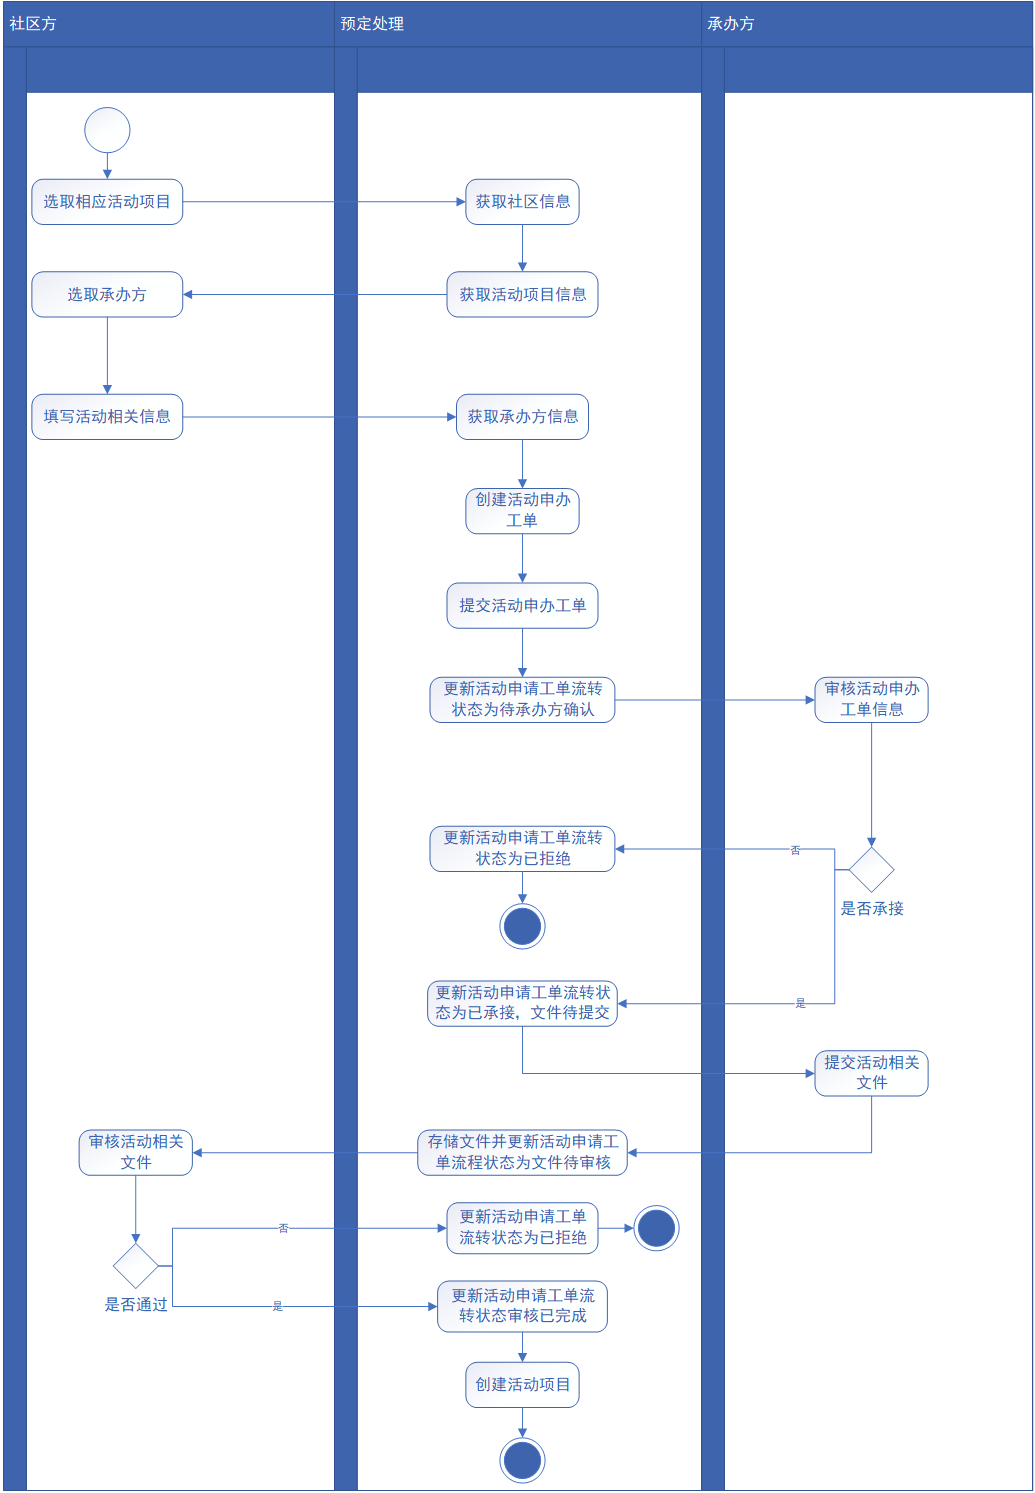 社区方
预定处理
承办方
选取相应活动项目
获取社区信息
选取承办方
获取活动项目信息
填写活动相关信息
获取承办方信息
创建活动申办
工单
提交活动申办工单
更新活动申请工单流转
状态为待承办方确认
审核活动申办
工单信息
更新活动申请工单流转
状态为已拒绝
否
是否承接
更新活动申请工单流转状
态为已承接，文件待提交
是
提交活动相关
文件
审核活动相关
文件
存储文件并更新活动申请工
单流程状态为文件待审核
否
更新活动申请工单
流转状态为已拒绝
是否通过
是
更新活动申请工单流
转状态审核已完成
创建活动项目